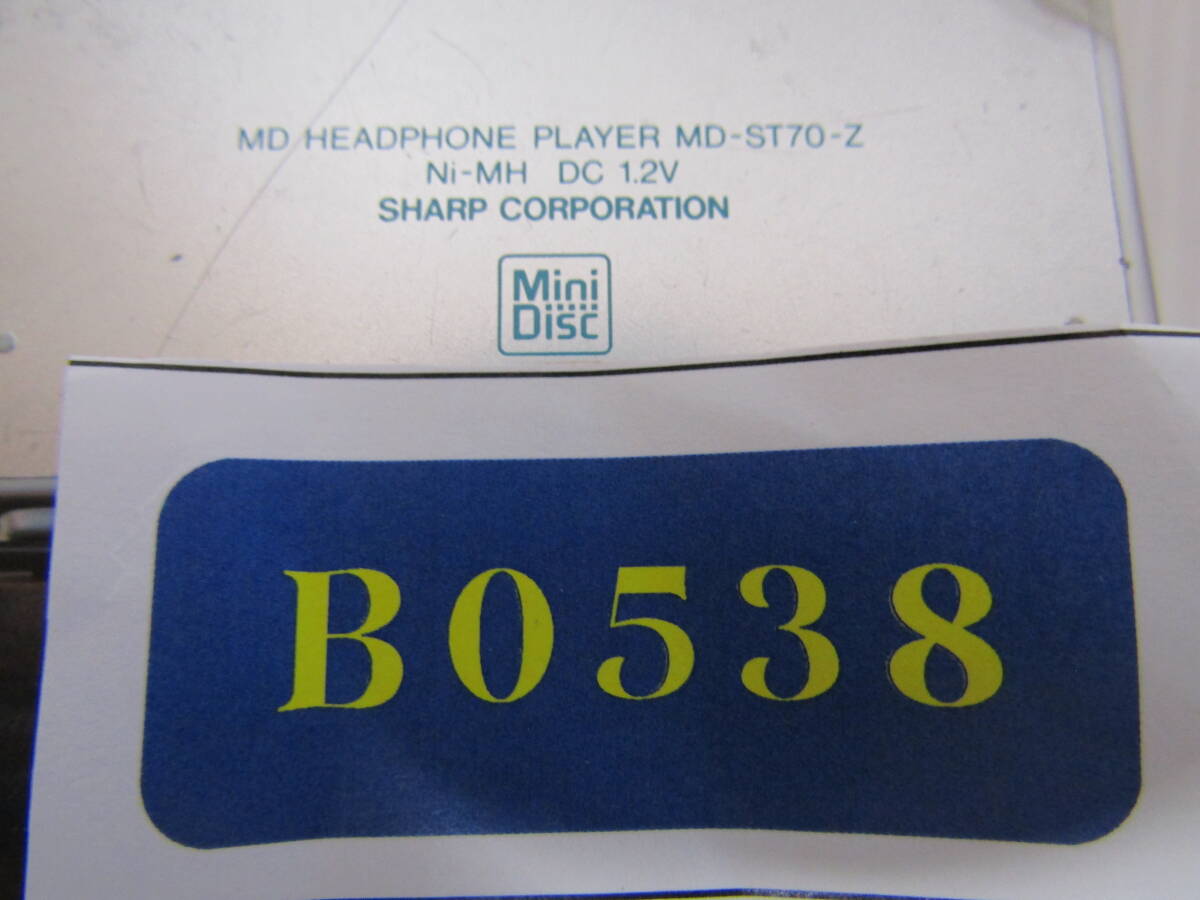 MD HEADPHONE PLAYER MD-ST70-Z
Ni-MH DC 1.2V
SHARP CORPORATION
Mini
Disc
B0538